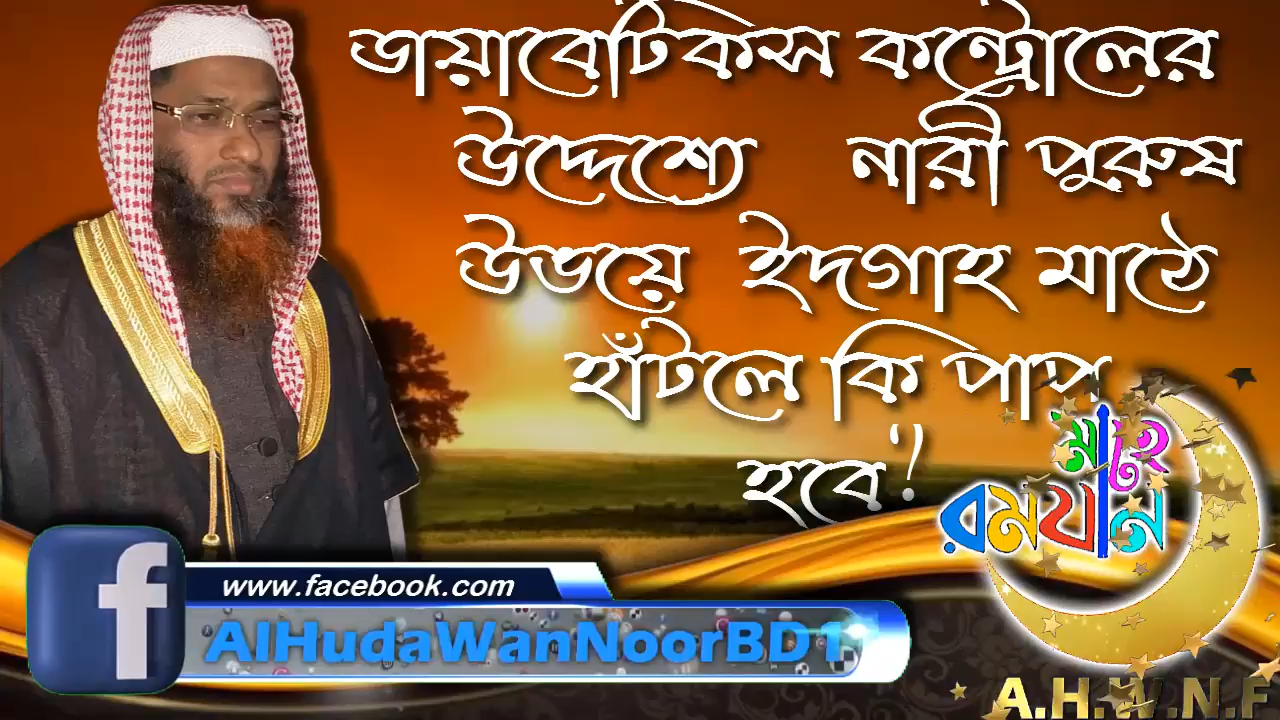 ডায়াবেটিকস কন্ট্রোলের
উদ্দেশ্যে নারী পুরুষ
উভয়ে ইদগাহ মাঠে
হাঁটলে কি পাপ
হবে?
মাহে
রমযান
f
www.facebook.com
AlHudaWanNoorBD1
A.H.W.N.F